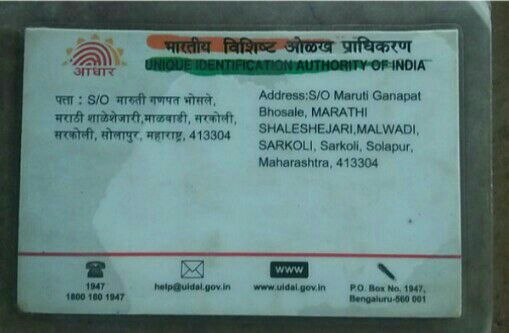 भारतीय विशिष्ट ओळख प्राधिकरण
UNIQUE IDENTIFICATION AUTHORITY OF INDIA
आधार
पत्ता : S/O मारुती गणपत भोसले,
मराठी शाळेशेजारी,माळवाडी, सरकोली,
सरकोली, सोलापुर, महाराष्ट्र, 413304
Address:S/O Maruti Ganapat
Bhosale, MARATHI
SHALESHEJARI,MALWADI,
SARKOLI, Sarkoli, Solapur,
Maharashtra, 413304
1947
1800 180 1947
help@uidai.gov.in
www
www.uidai.gov.in
P.O. Box No. 1947,
Bengaluru-560 001